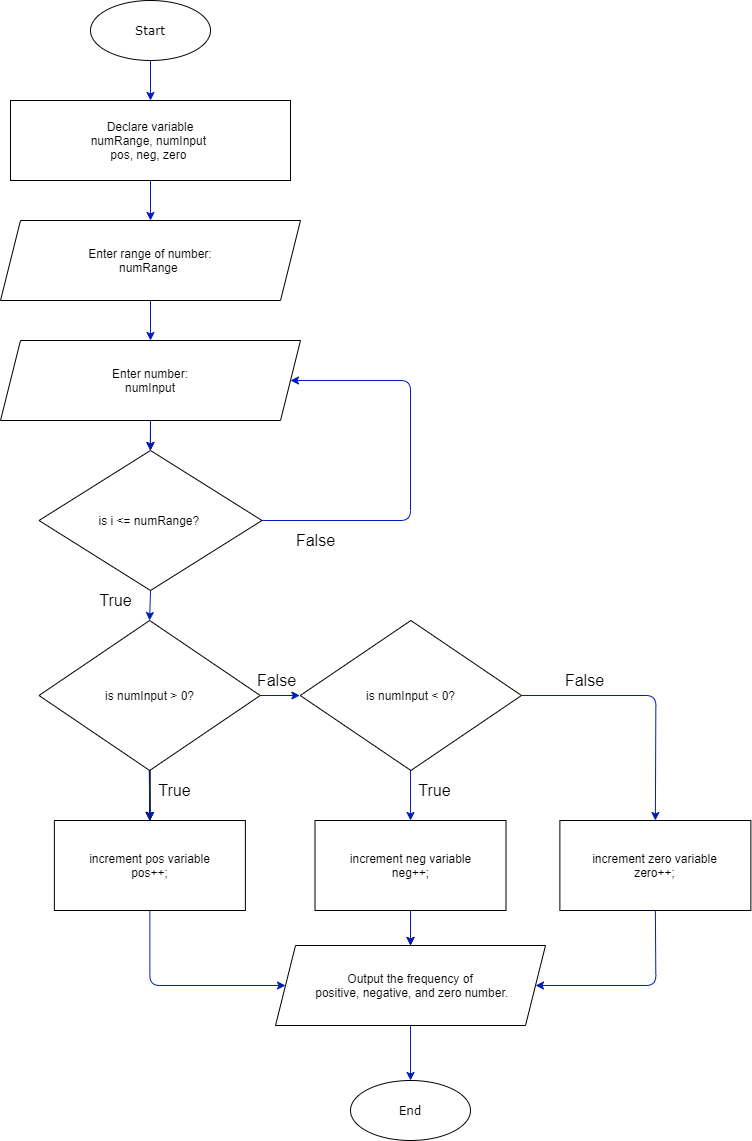 Start
Declare variable
numRange, numInput
pos, neg, zero
Enter range of number:
numRange
Enter number:
numInput
is i <= numRange?
False
True
is numInput > 0?
False
is numInput < 0?
False
True
True
increment pos variable
pos++;
increment neg variable
neg++;
increment zero variable
zero++;
Output the frequency of
positive, negative, and zero number.
End